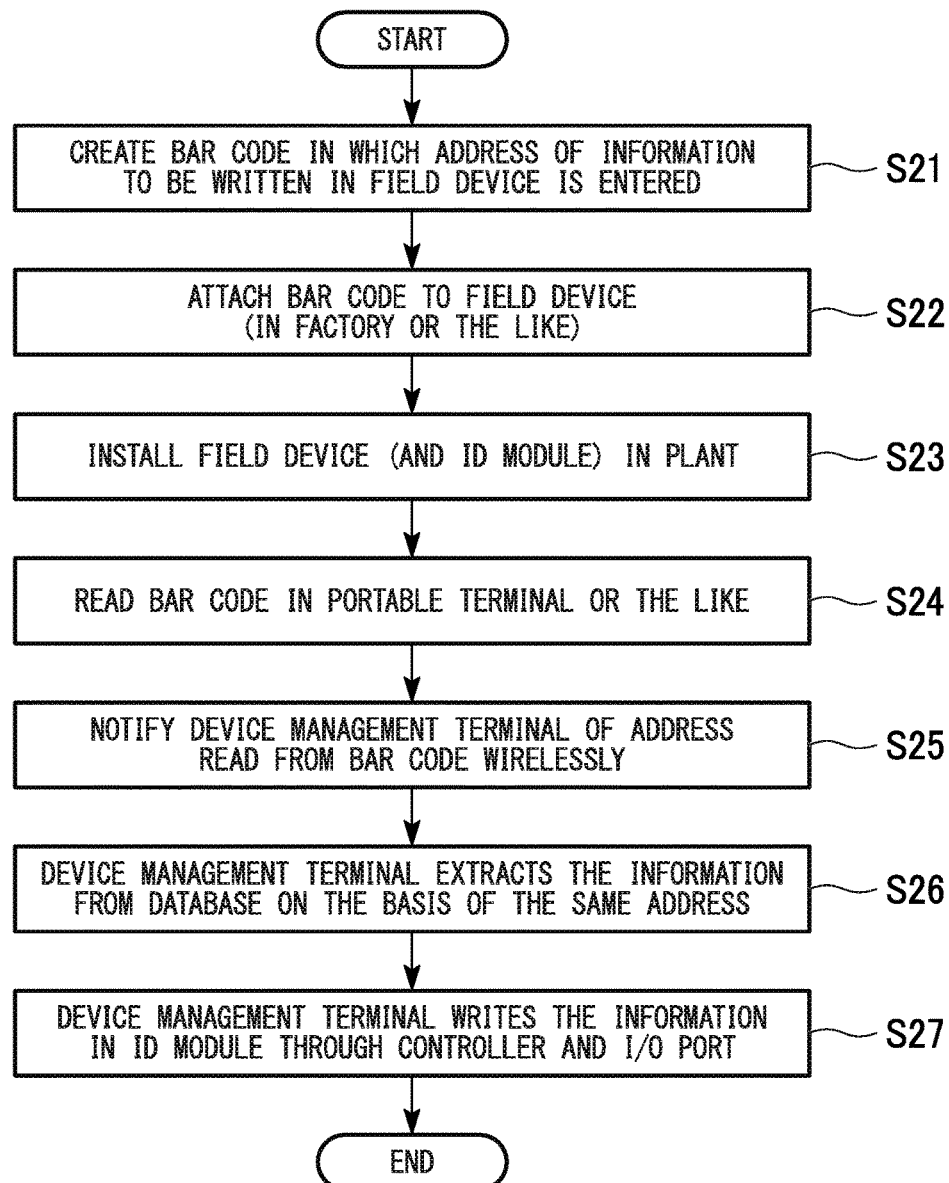 START
CREATE BAR CODE IN WHICH ADDRESS OF INFORMATION
TO BE WRITTEN IN FIELD DEVICE IS ENTERED
S21
ATTACH BAR CODE TO FIELD DEVICE
(IN FACTORY OR THE LIKE)
S22
INSTALL FIELD DEVICE (AND ID MODULE) IN PLANT
S23
READ BAR CODE IN PORTABLE TERMINAL OR THE LIKE
S24
NOTIFY DEVICE MANAGEMENT TERMINAL OF ADDRESS
READ FROM BAR CODE WIRELESSLY
S25
DEVICE MANAGEMENT TERMINAL EXTRACTS THE INFORMATION
FROM DATABASE ON THE BASIS OF THE SAME ADDRESS
S26
DEVICE MANAGEMENT TERMINAL WRITES THE INFORMATION
IN ID MODULE THROUGH CONTROLLER AND I/O PORT
S27
END